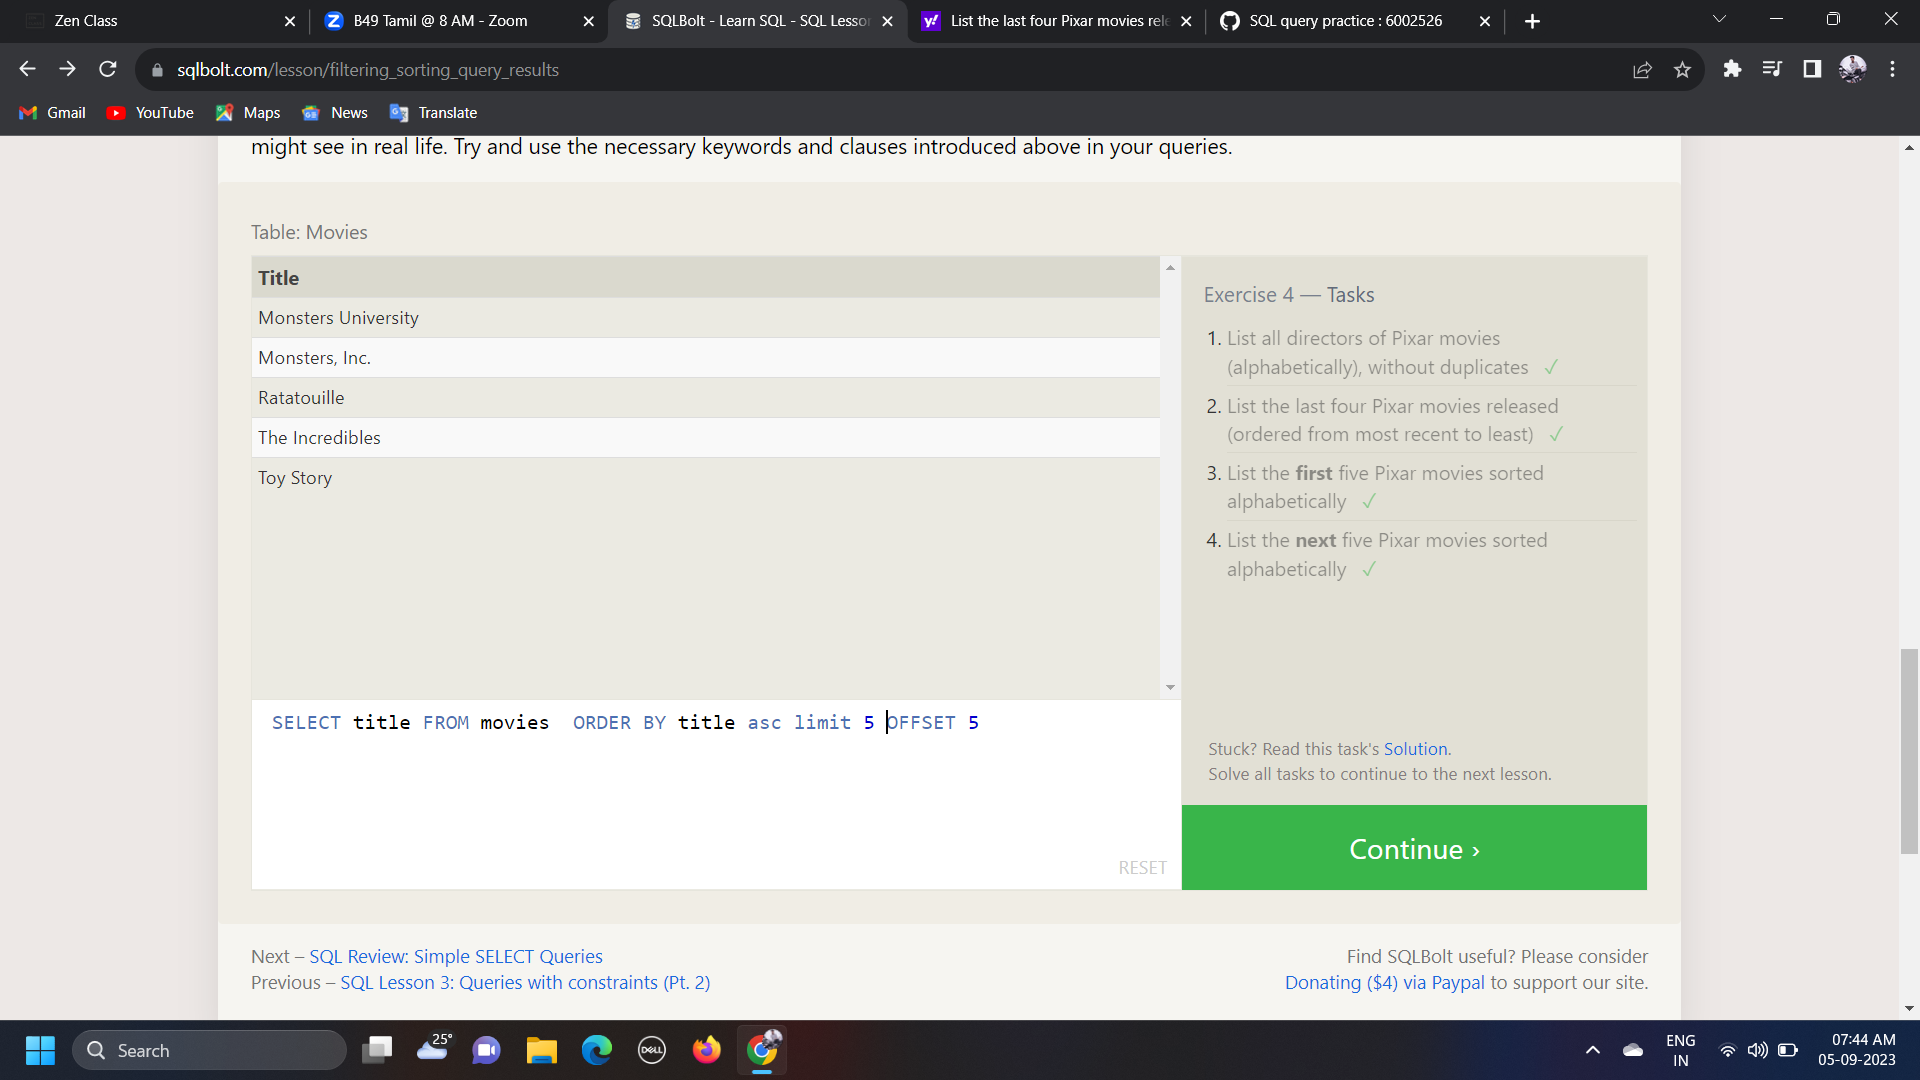 Zen Class
B49 Tamil @ 8 AM - Zoom
SQLBolt - Learn SQL - SQL Lesson
List the last four Pixar movies rele
SQL query practice : 6002526
sqlbolt.com/lesson/filtering_sorting_query_results
Gmail
YouTube
Maps
News
Translate
might see in real life. Try and use the necessary keywords and clauses introduced above in your queries.
Table: Movies
Title
Monsters University
Monsters, Inc.
Ratatouille
The Incredibles
Toy Story
SELECT title FROM movies  ORDER BY title asc limit 5 OFFSET 5
RESET
Exercise 4 — Tasks
1. List all directors of Pixar movies
(alphabetically), without duplicates ✓
2. List the last four Pixar movies released
(ordered from most recent to least) ✓
3. List the first five Pixar movies sorted
alphabetically ✓
4. List the next five Pixar movies sorted
alphabetically ✓
Stuck? Read this task's Solution.
Solve all tasks to continue to the next lesson.
Continue ›
Next – SQL Review: Simple SELECT Queries
Previous – SQL Lesson 3: Queries with constraints (Pt. 2)
Find SQLBolt useful? Please consider
Donating ($4) via Paypal to support our site.
Search
25°
DELL
ENG
IN
07:44 AM
05-09-2023